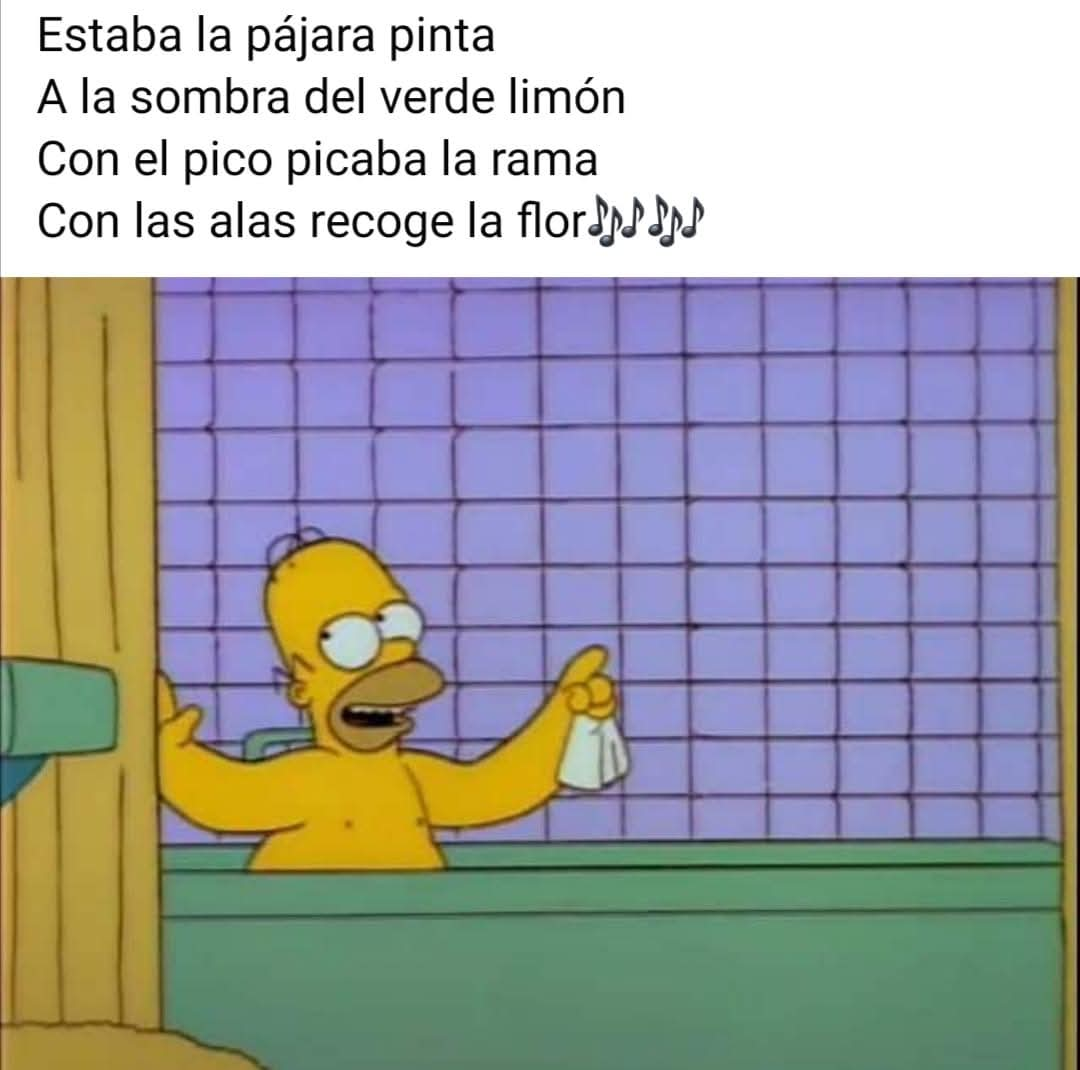 Estaba la pájara pinta
A la sombra del verde limón
Con el pico picaba la rama
Con las alas recoge la flor🎶🎶